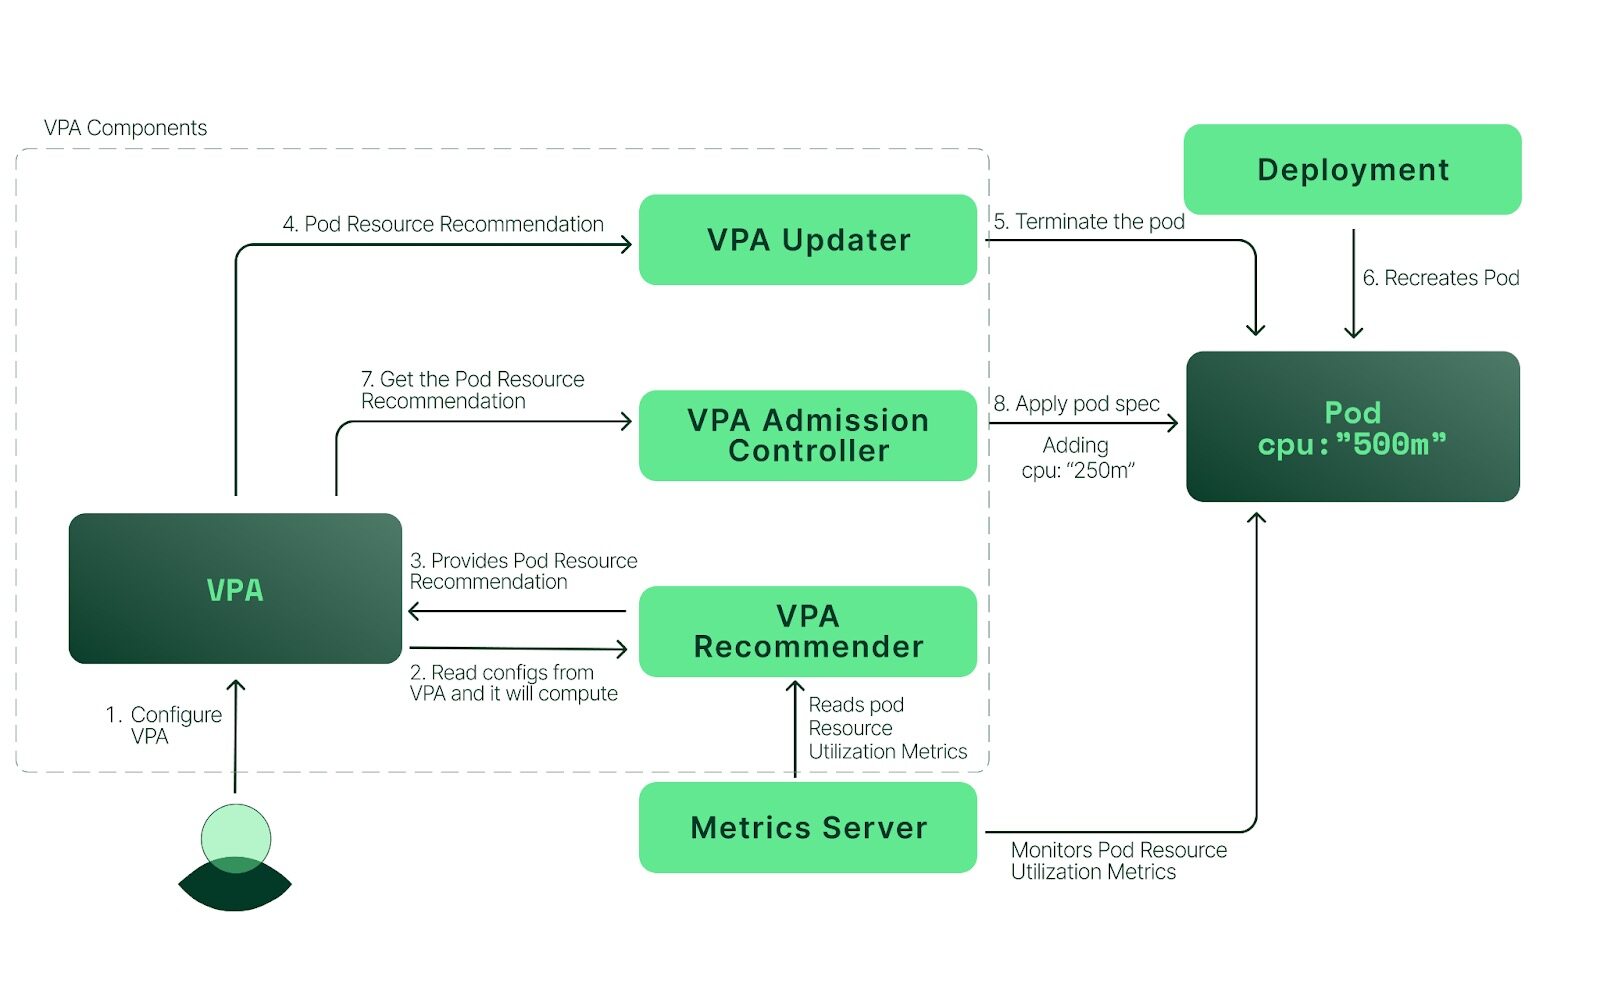 VPA Components
Deployment
4. Pod Resource Recommendation
VPA Updater
5. Terminate the pod
6. Recreates Pod
7. Get the Pod Resource
Recommendation
VPA Admission
Controller
8. Apply pod spec
Adding
cpu: “250m”
Pod
cpu:”500m”
VPA
3. Provides Pod Resource
Recommendation
2. Read configs from
VPA and it will compute
VPA
Recommender
1. Configure
VPA
Reads pod
Resource
Utilization Metrics
Metrics Server
Monitors Pod Resource
Utilization Metrics